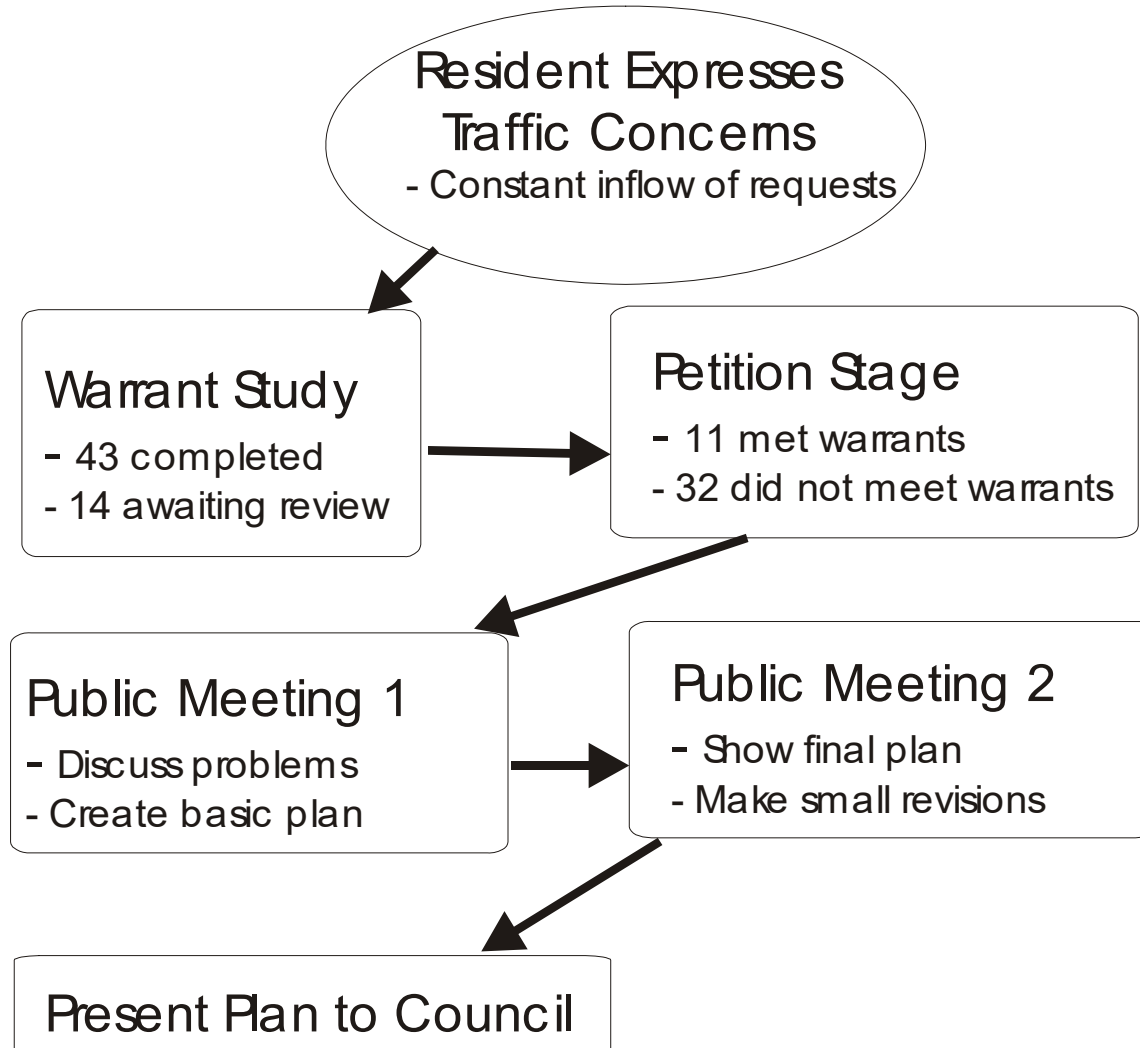 Resident Expresses
Traffic Concerns
- Constant inflow of requests
Warrant Study
- 43 completed
- 14 awaiting review
Petition Stage
- 11 met warrants
- 32 did not meet warrants
Public Meeting 1
- Discuss problems
- Create basic plan
Public Meeting 2
- Show final plan
- Make small revisions
Present Plan to Council